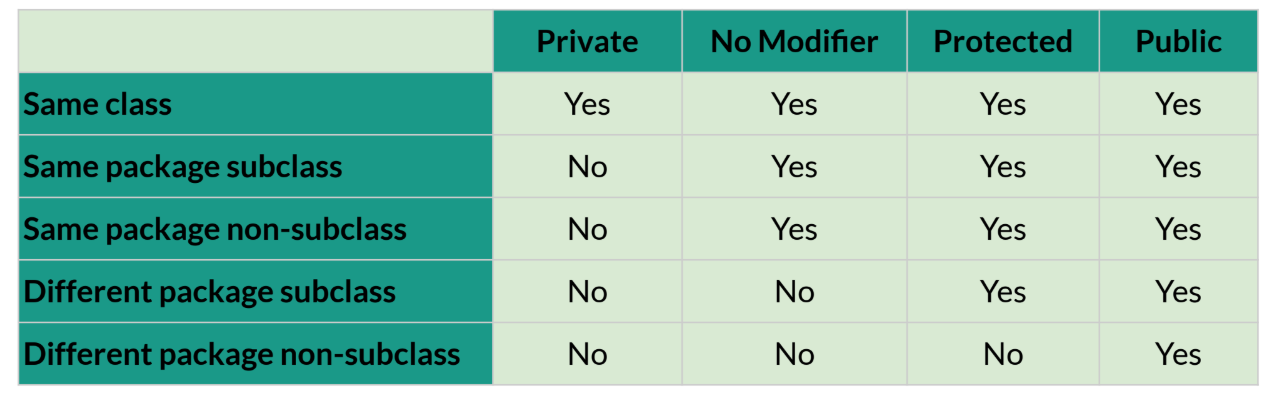 Private No Modifier Protected Public
Same class Yes Yes Yes Yes
Same package subclass No Yes Yes Yes
Same package non-subclass No Yes Yes Yes
Different package subclass No No Yes Yes
Different package non-subclass No No No Yes